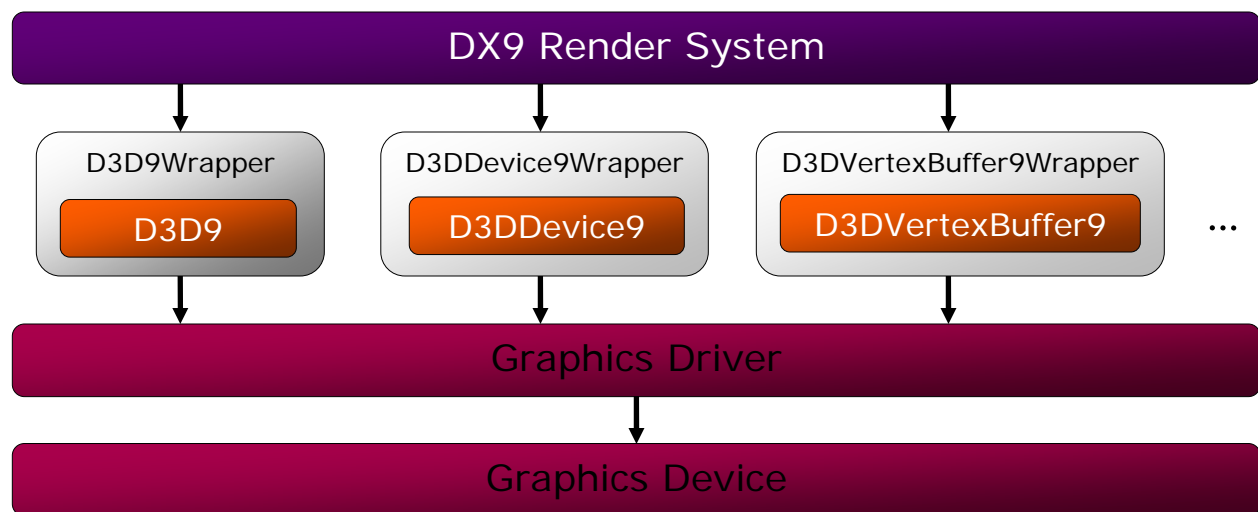 DX9 Render System
D3D9Wrapper
D3DDevice9Wrapper
D3DVertexBuffer9Wrapper
D3D9
D3DDevice9
D3DVertexBuffer9
...
Graphics Driver
Graphics Device